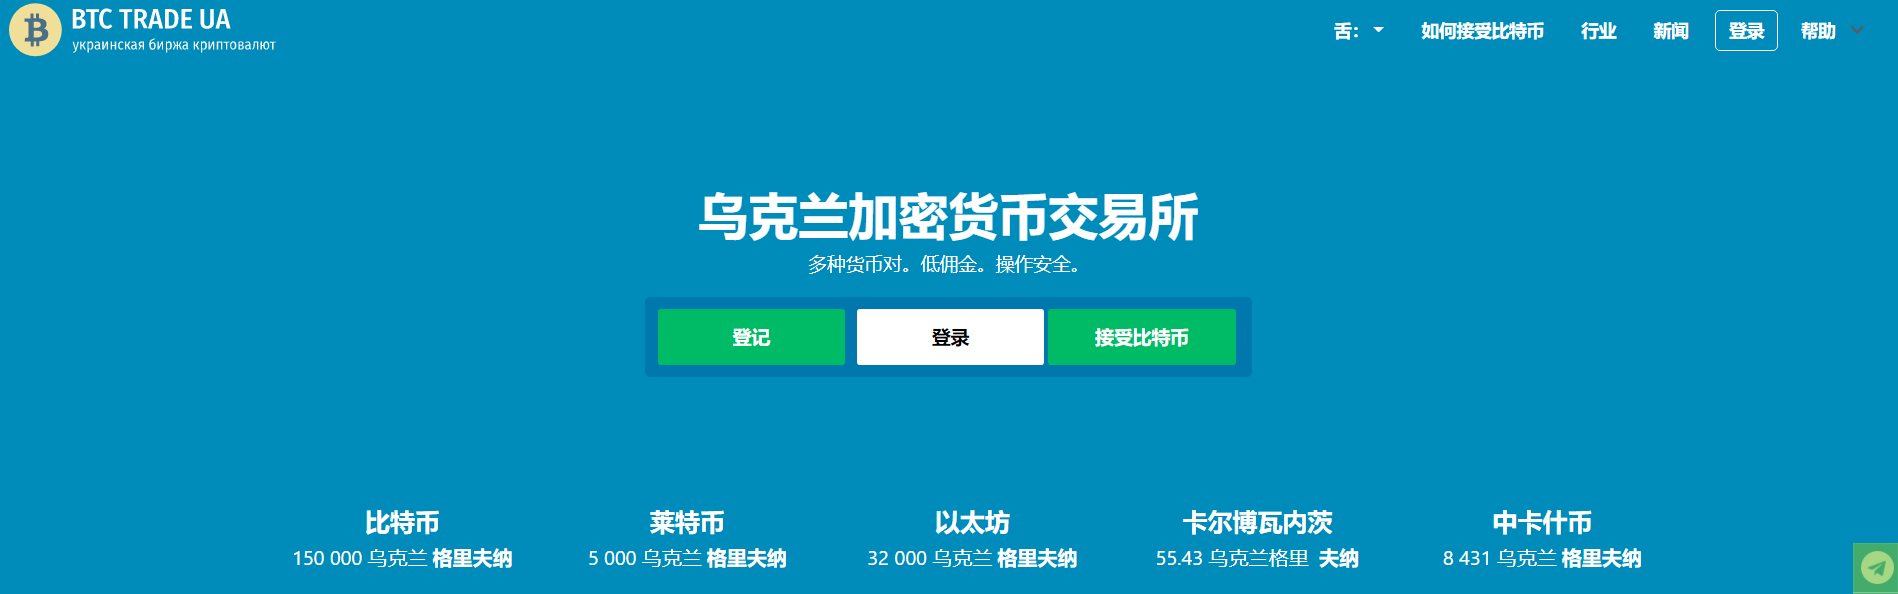 BTC TRADE UA
украинская биржа криптовалют
舌： 如何接受比特币 行业 新闻 登录 帮助
乌克兰加密货币交易所
多种货币对。低佣金。操作安全。
登记 登录 接受比特币
比特币 莱特币 以太坊 卡尔博瓦内茨 中卡什币
150 000 乌克兰 格里夫纳 5 000 乌克兰 格里夫纳 32 000 乌克兰 格里夫纳 55.43 乌克兰格里 夫纳 8 431 乌克兰 格里夫纳